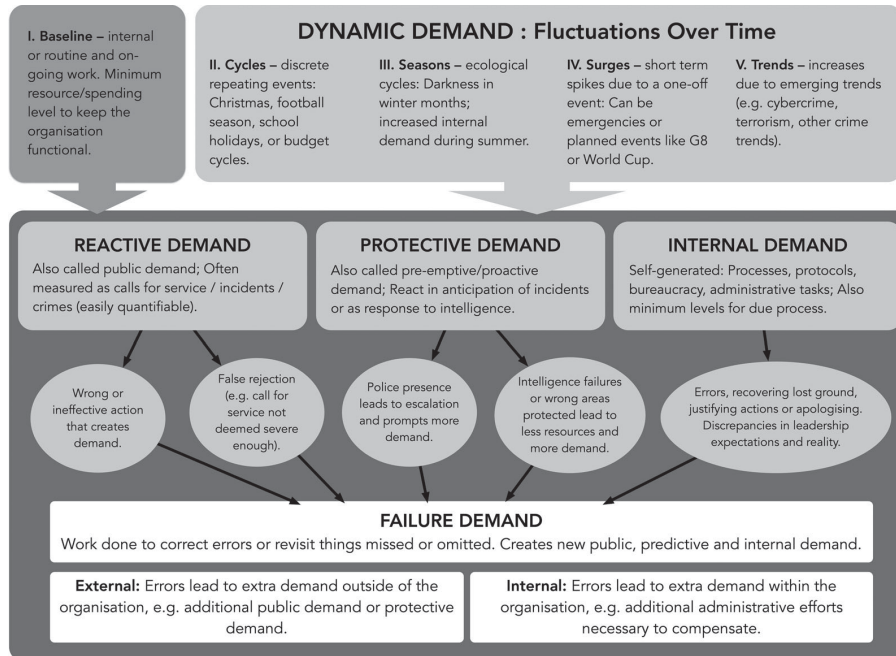 I. Baseline – internal
or routine and on-
going work. Minimum
resource/spending
level to keep the
organisation
functional.
DYNAMIC DEMAND : Fluctuations Over Time
II. Cycles – discrete
repeating events:
Christmas, football
season, school
holidays, or budget
cycles.
III. Seasons – ecological
cycles: Darkness in
winter months;
increased internal
demand during summer.
IV. Surges – short term
spikes due to a one-off
event: Can be
emergencies or
planned events like G8
or World Cup.
V. Trends – increases
due to emerging trends
(e.g. cybercrime,
terrorism, other crime
trends).
REACTIVE DEMAND
Also called public demand; Often
measured as calls for service / incidents /
crimes (easily quantifiable).
PROTECTIVE DEMAND
Also called pre-emptive/proactive
demand; React in anticipation of incidents
or as response to intelligence.
INTERNAL DEMAND
Self-generated: Processes, protocols,
bureaucracy, administrative tasks; Also
minimum levels for due process.
Wrong or
ineffective action
that creates
demand.
False rejection
(e.g. call for
service not
deemed severe
enough).
Police presence
leads to escalation
and prompts more
demand.
Intelligence failures
or wrong areas
protected lead to
less resources and
more demand.
Errors, recovering lost ground,
justifying actions or apologising.
Discrepancies in leadership
expectations and reality.
FAILURE DEMAND
Work done to correct errors or revisit things missed or omitted. Creates new public, predictive and internal demand.
External: Errors lead to extra demand outside of the
organisation, e.g. additional public demand or protective
demand.
Internal: Errors lead to extra demand within the
organisation, e.g. additional administrative efforts
necessary to compensate.